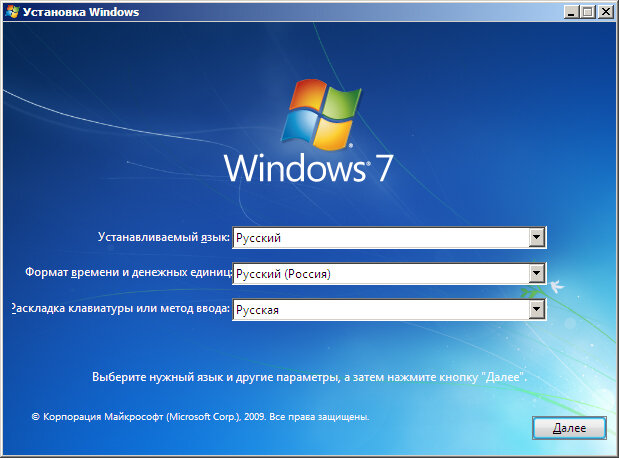 Установка Windows
Windows 7
Устанавливаемый язык: Русский
Формат времени и денежных единиц: Русский (Россия)
Раскладка клавиатуры или метод ввода: Русская
Выберите нужный язык и другие параметры, а затем нажмите кнопку "Далее".
© Корпорация Майкрософт (Microsoft Corp.), 2009. Все права защищены.
Далее